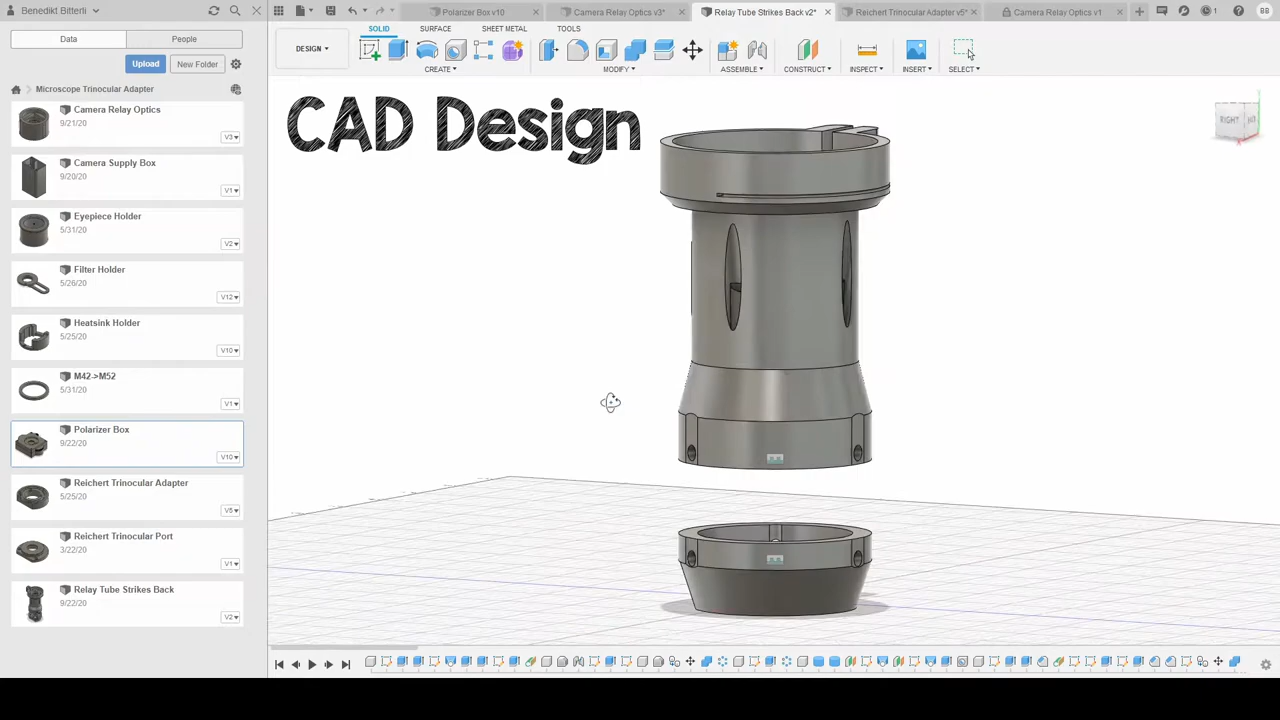 Benedikt Bitterli
Polarizer Box v10
Camera Relay Optics v3*
Relay Tube Strikes Back v2*
Reichert Trinocular Adapter v5*
Camera Relay Optics v1
1
BB
Data
People
SOLID
SURFACE
SHEET METAL
TOOLS
Upload
New Folder
DESIGN
CREATE
MODIFY
ASSEMBLE
CONSTRUCT
INSPECT
INSERT
SELECT
Microscope Trinocular Adapter
CAD Design
RIGHT
Camera Relay Optics
9/21/20
V3
Camera Supply Box
9/20/20
V1
Eyepiece Holder
5/31/20
V2
Filter Holder
5/26/20
V12
Heatsink Holder
5/25/20
V10
M42->M52
5/31/20
V1
Polarizer Box
9/22/20
V10
Reichert Trinocular Adapter
5/25/20
V5
Reichert Trinocular Port
3/22/20
V1
Relay Tube Strikes Back
9/22/20
V2